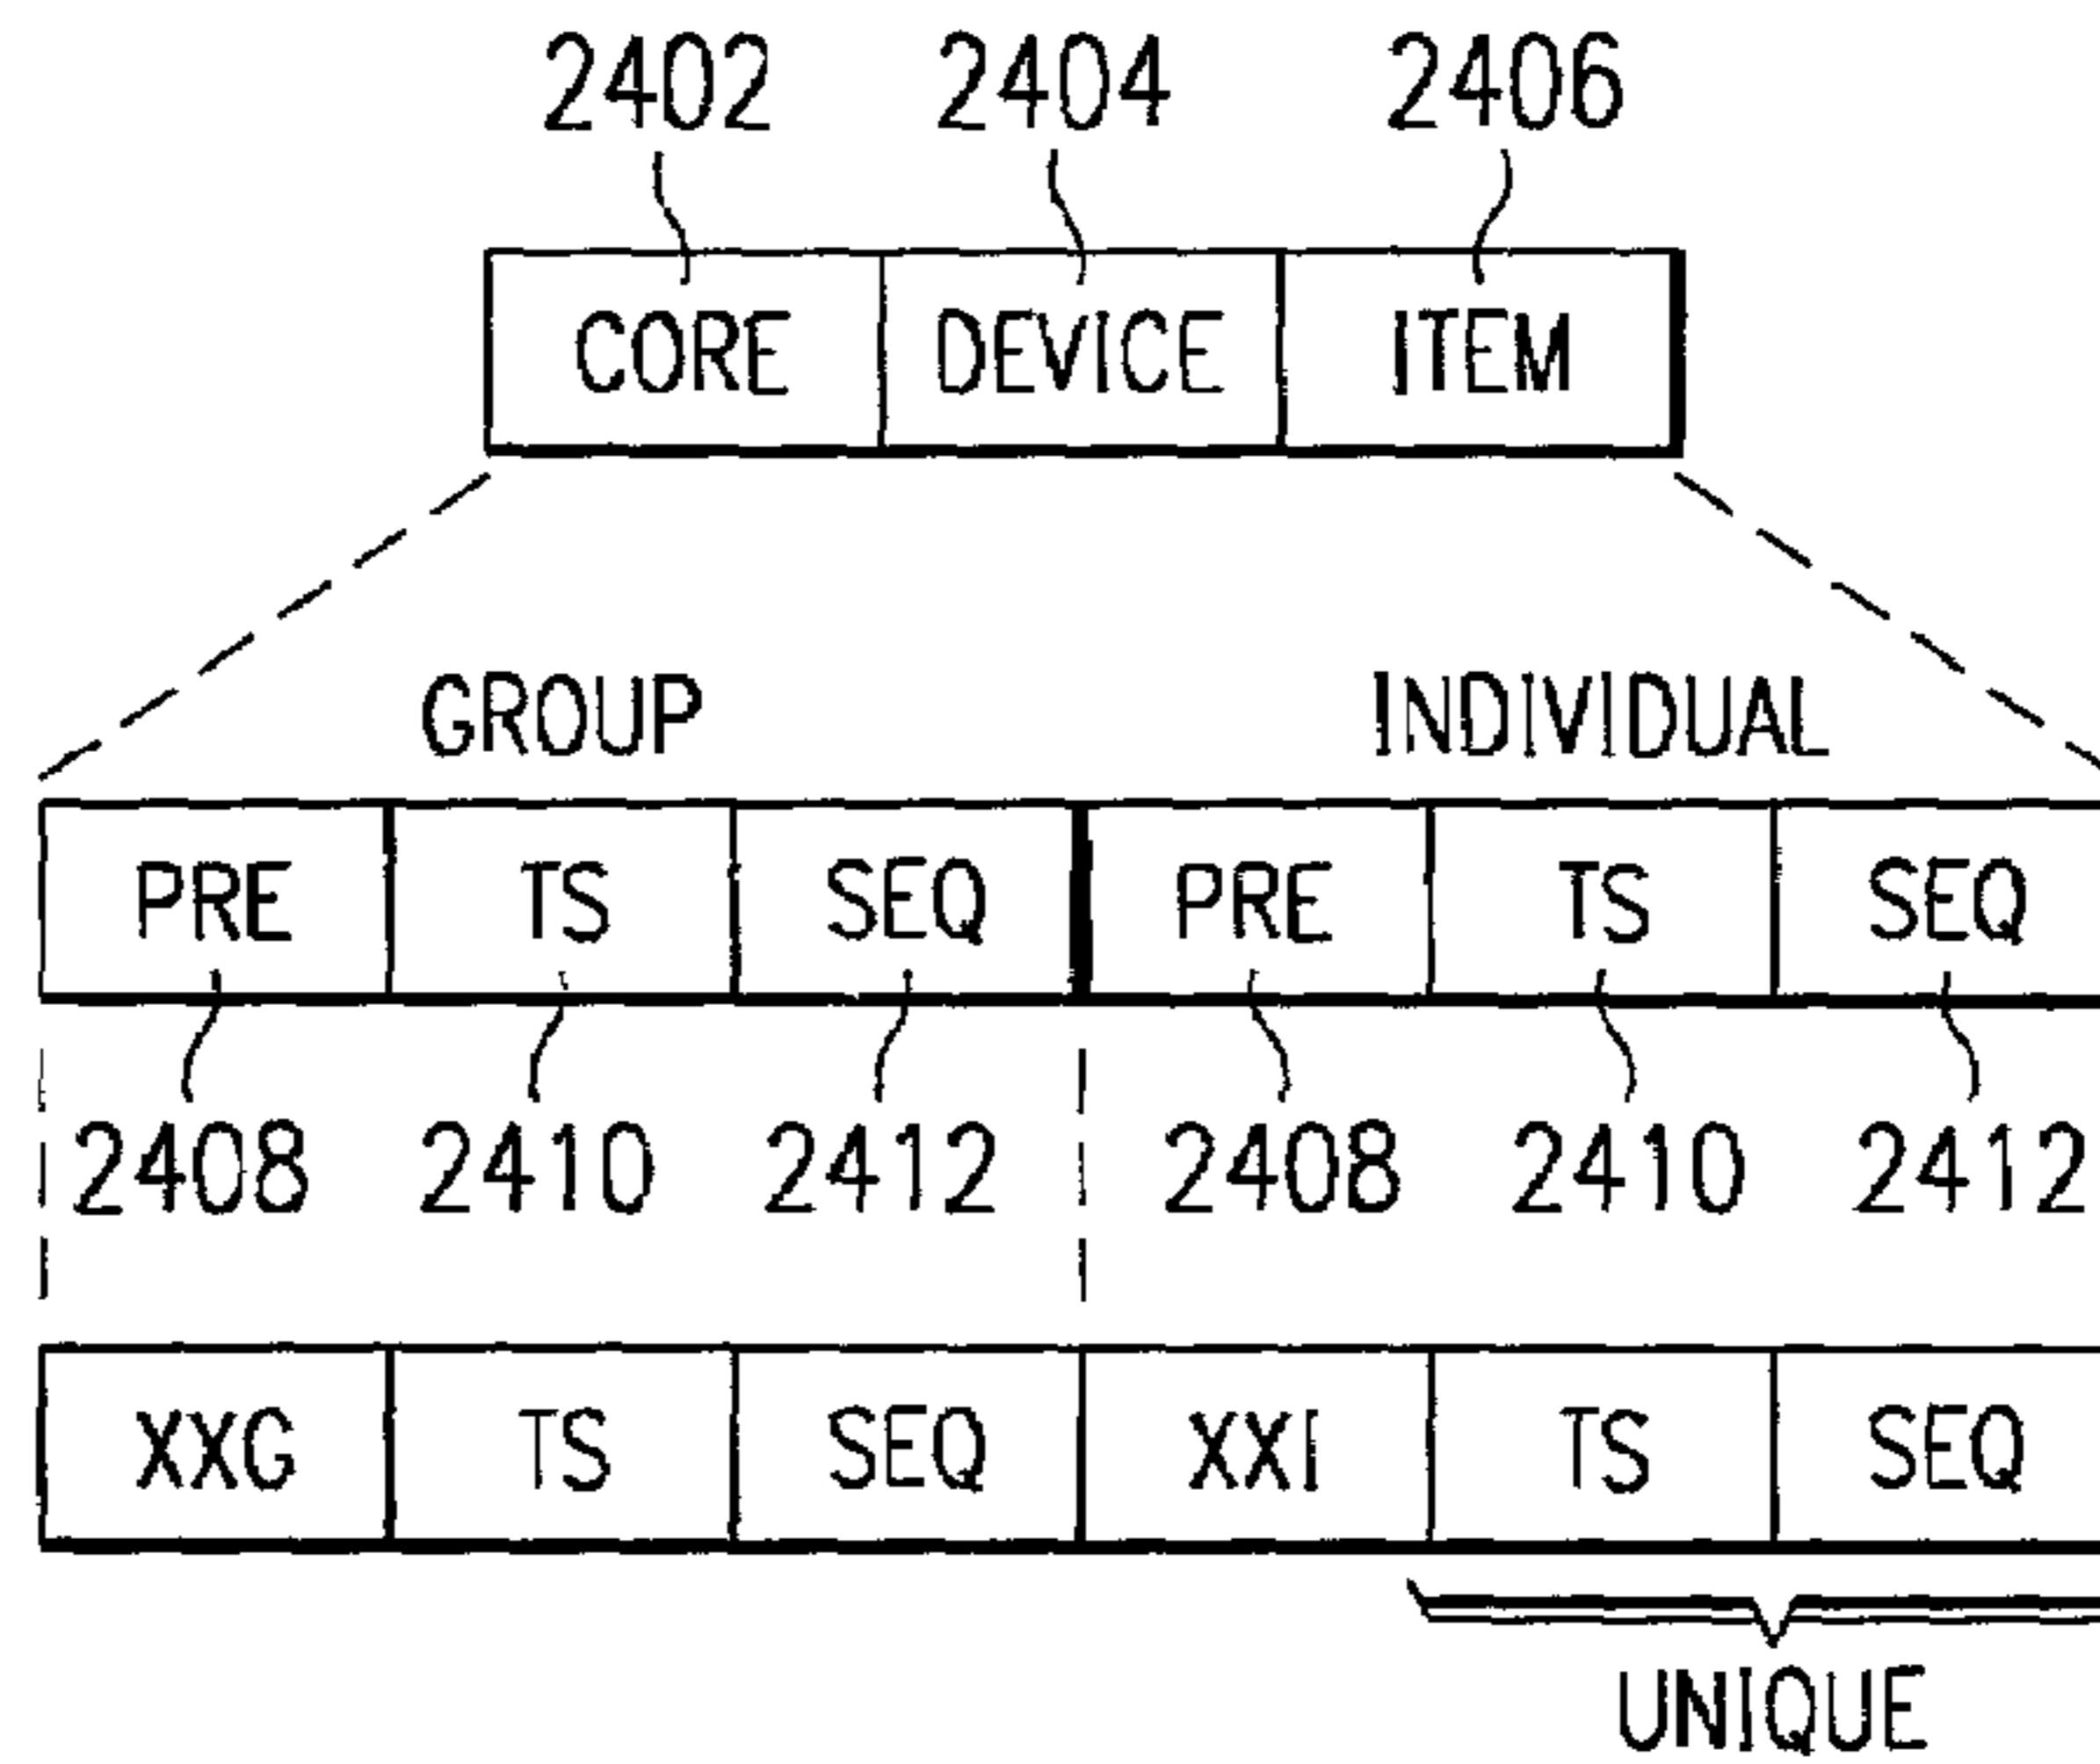 2402 2404 2406
CORE DEVICE ITEM
GROUP INDIVIDUAL
PRE TS SEQ PRE TS SEQ
2408 2410 2412 2408 2410 2412
XXG TS SEQ XXI TS SEQ
UNIQUE